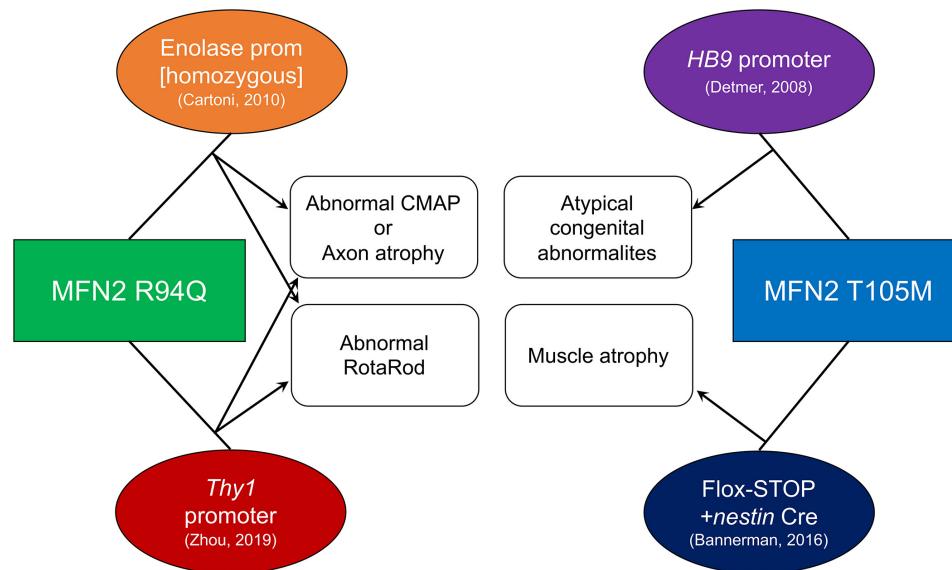 Enolase prom
[homozygous]
(Cartoni, 2010)
HB9 promoter
(Detmer, 2008)
Abnormal CMAP
or
Axon atrophy
Atypical
congenital
abnormalites
MFN2 R94Q
MFN2 T105M
Abnormal
RotaRod
Muscle atrophy
Thy1
promoter
(Zhou, 2019)
Flox-STOP
+nestin Cre
(Bannerman, 2016)